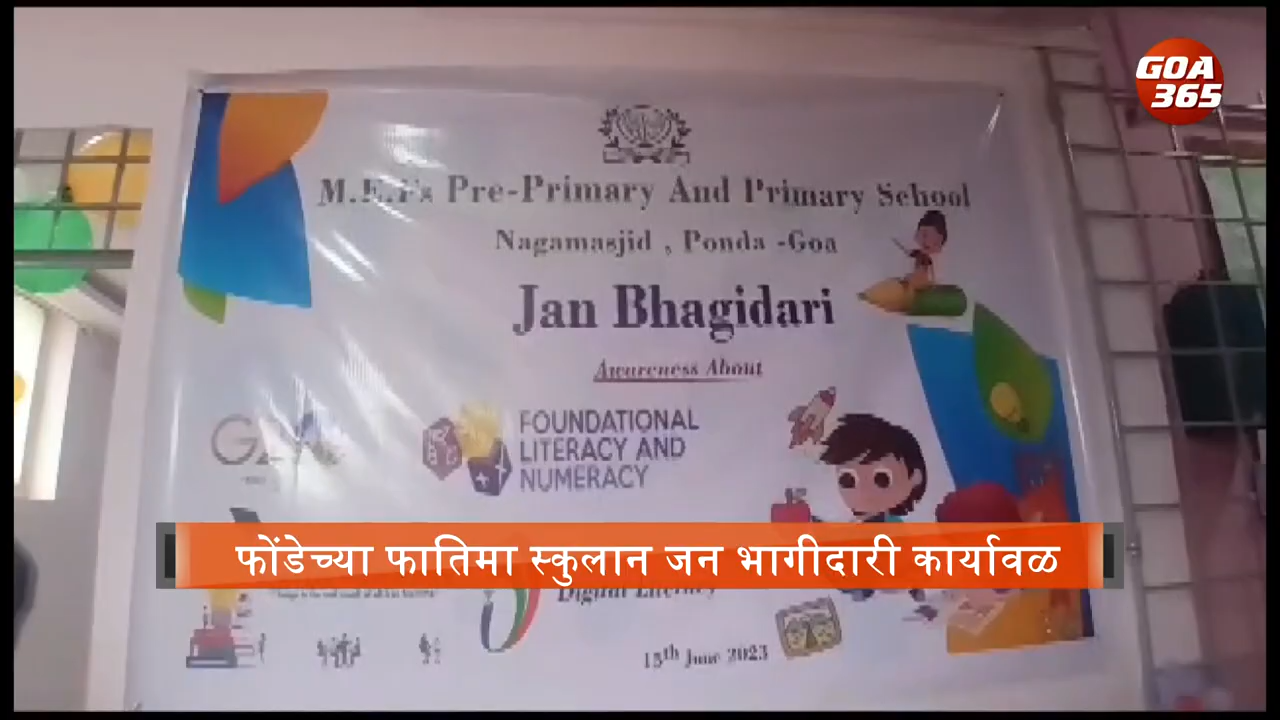 GOA
365
M.E.F's Pre-Primary And Primary School
Nagamasjid , Ponda -Goa
Jan Bhagidari
Awareness About
FOUNDATIONAL
LITERACY AND
NUMERACY
फोंडेच्या फातिमा स्कुलान जन भागीदारी कार्यावळ
Digital Literacy
15th June 2023